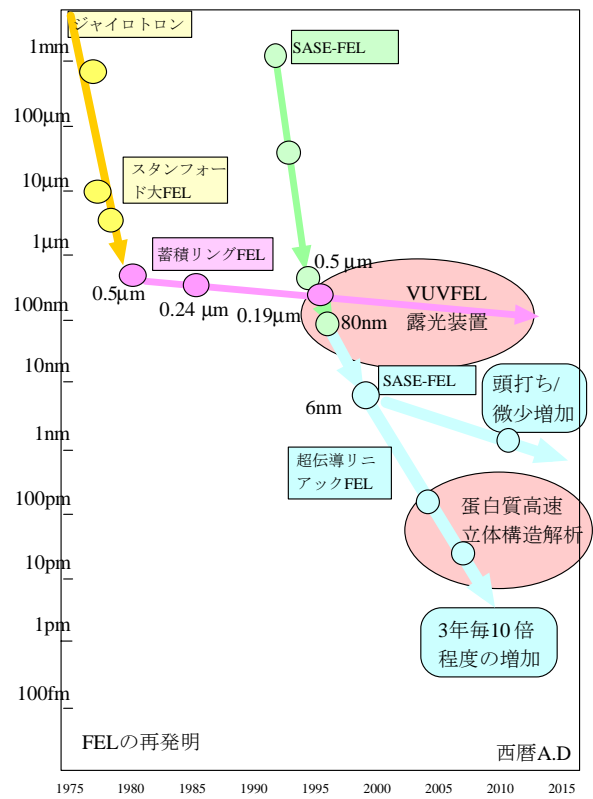 ジャイロトロン
SASE-FEL
1mm
100μm
スタンフォー
ド大FEL
10μm
1μm
蓄積リングFEL
0.5 μm
0.5μm
0.24 μm
0.19μm
VUVFEL
露光装置
100nm
80nm
10nm
SASE-FEL
頭打ち/
微少増加
6nm
1nm
超伝導リニ
アックFEL
100pm
蛋白質高速
立体構造解析
10pm
3年毎10 倍
程度の増加
1pm
100fm
FELの再発明
西暦A.D
1975 1980 1985 1990 1995 2000 2005 2010 2015